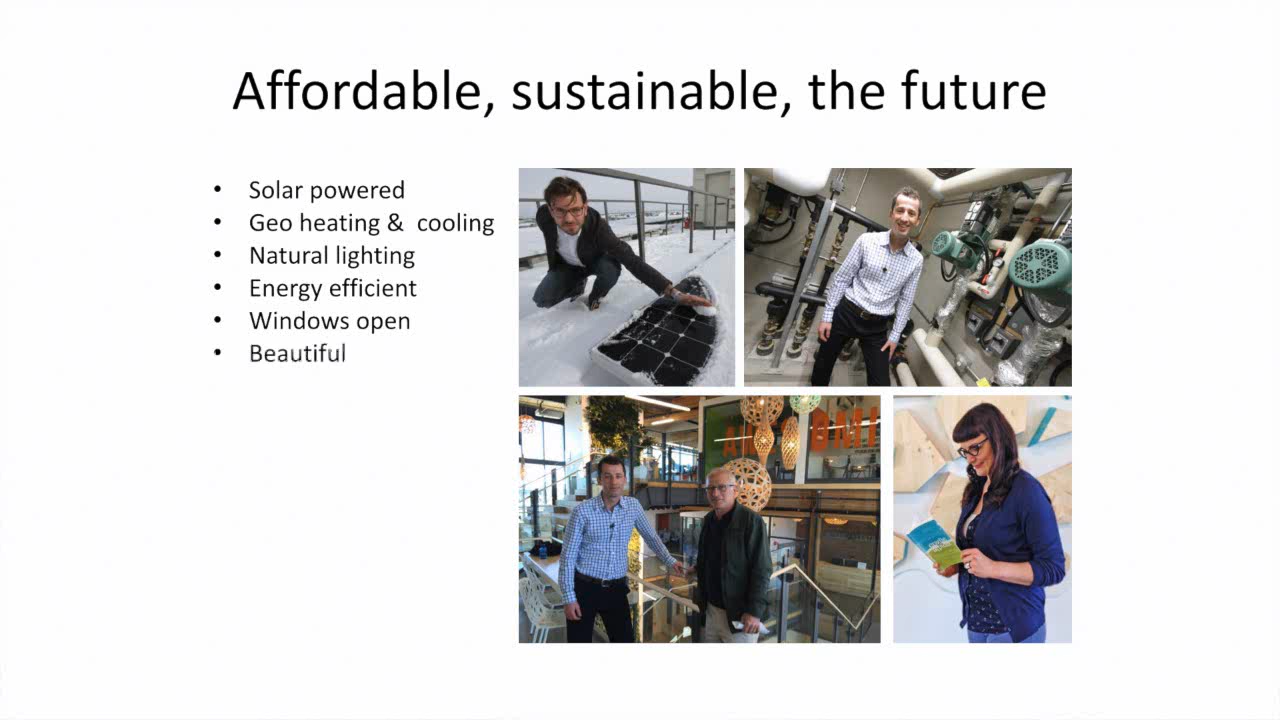 Affordable, sustainable, the future
• Solar powered
• Geo heating & cooling
• Natural lighting
• Energy efficient
• Windows open
• Beautiful